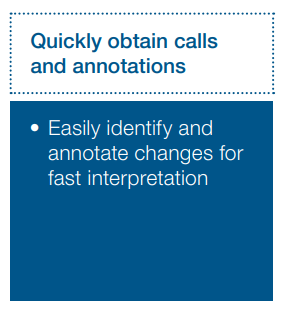 Quickly obtain calls
and annotations
• Easily identify and
annotate changes for
fast interpretation